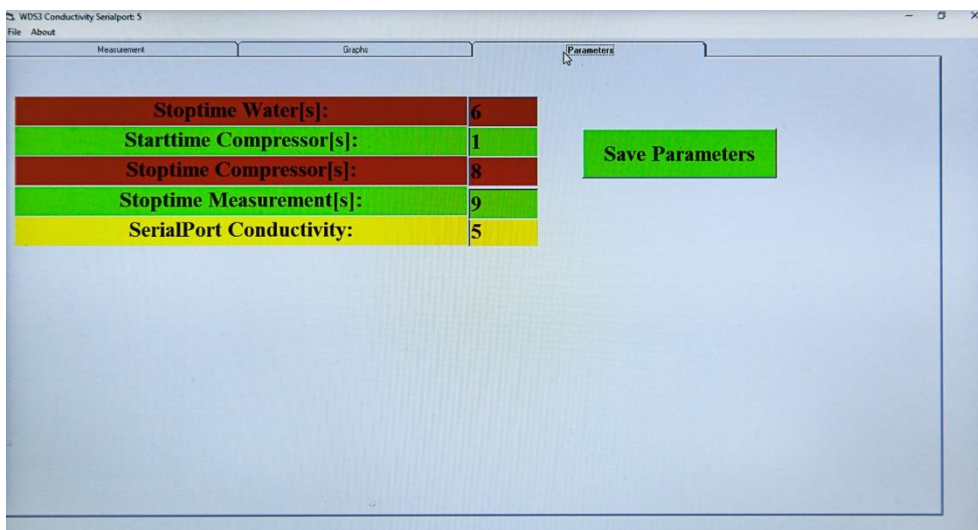 WDS3 Conductivity Serialport: 5
File About
Measurement Graphs Parameters
Stoptime Water[s]: 6
Starttime Compressor[s]: 1
Stoptime Compressor[s]: 8
Stoptime Measurement[s]: 9
SerialPort Conductivity: 5
Save Parameters